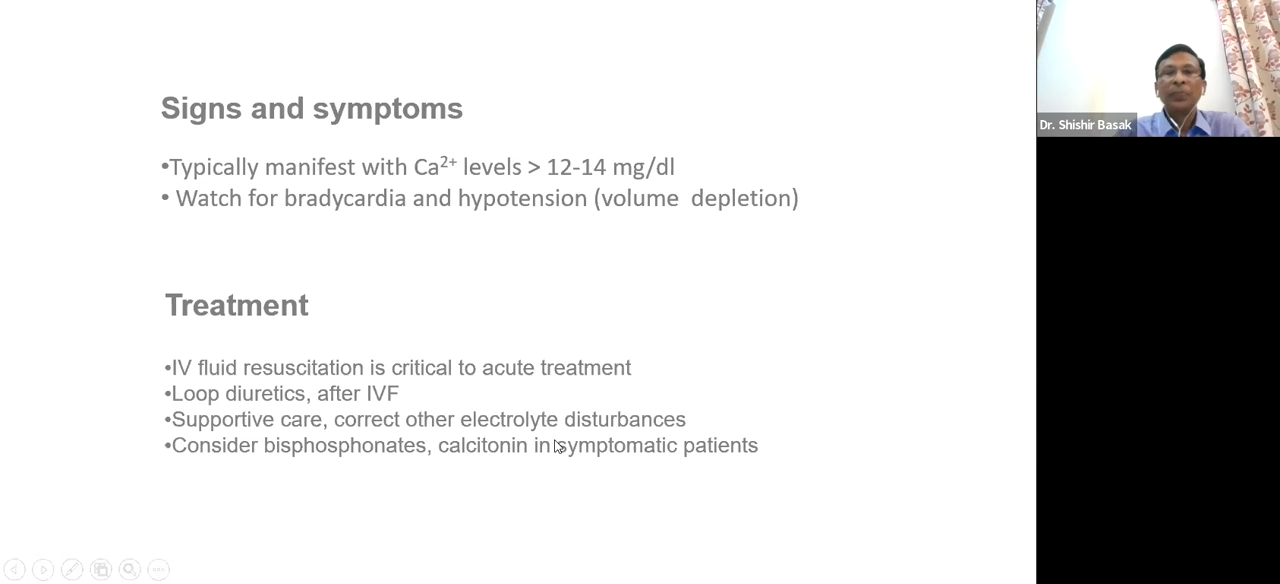 Signs and symptoms
•Typically manifest with Ca²⁺ levels > 12-14 mg/dl
• Watch for bradycardia and hypotension (volume depletion)
Treatment
•IV fluid resuscitation is critical to acute treatment
•Loop diuretics, after IVF
•Supportive care, correct other electrolyte disturbances
•Consider bisphosphonates, calcitonin in symptomatic patients
Dr. Shishir Basak